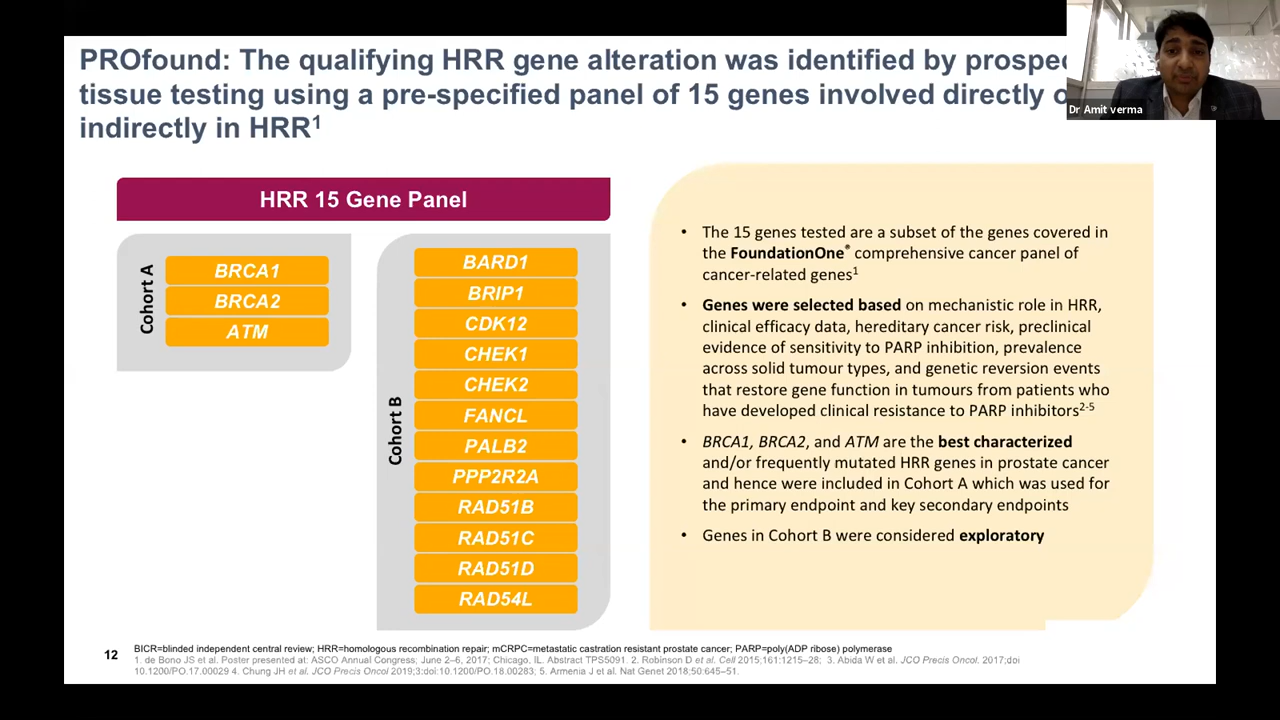 PROfound: The qualifying HRR gene alteration was identified by
tissue testing using a pre-specified panel of 15 genes involved directly
indirectly in HRR1
Dr Amit verma
HRR 15 Gene Panel
Cohort A
BRCA1
BRCA2
ATM
Cohort B
BARD1
BRIP1
CDK12
CHEK1
CHEK2
FANCL
PALB2
PPP2R2A
RAD51B
RAD51C
RAD51D
RAD54L
• The 15 genes tested are a subset of the genes covered in
the FoundationOne® comprehensive cancer panel of
cancer-related genes1
• Genes were selected based on mechanistic role in HRR,
clinical efficacy data, hereditary cancer risk, preclinical
evidence of sensitivity to PARP inhibition, prevalence
across solid tumour types, and genetic reversion events
that restore gene function in tumours from patients who
have developed clinical resistance to PARP inhibitors2-5
• BRCA1, BRCA2, and ATM are the best characterized
and/or frequently mutated HRR genes in prostate cancer
and hence were included in Cohort A which was used for
the primary endpoint and key secondary endpoints
• Genes in Cohort B were considered exploratory
12
BICR=blinded independent central review; HRR=homologous recombination repair; mCRPC=metastatic castration resistant prostate cancer; PARP=poly(ADP ribose) polymerase
1. de Bono JS et al. Poster presented at: ASCO Annual Congress; June 2–6, 2017; Chicago, IL. Abstract TPS5091. 2. Robinson D et al. Cell 2015;161:1215–28; 3. Abida W et al. JCO Precis Oncol. 2017;doi
10.1200/PO.17.00029 4. Chung JH et al. JCO Precis Oncol 2019;3:doi:10.1200/PO.18.00283; 5. Armenia J et al. Nat Genet 2018;50:645–51.